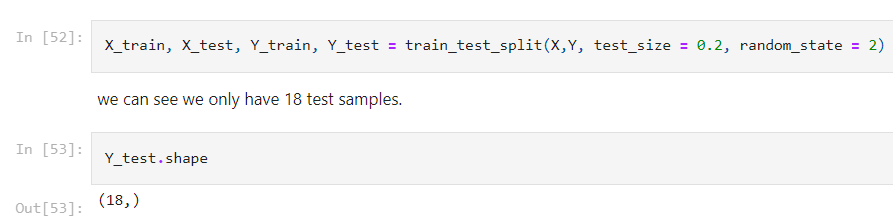 In [52]: X_train, X_test, Y_train, Y_test = train_test_split(X,Y, test_size = 0.2, random_state = 2)
we can see we only have 18 test samples.
In [53]: Y_test.shape
Out[53]: (18,)